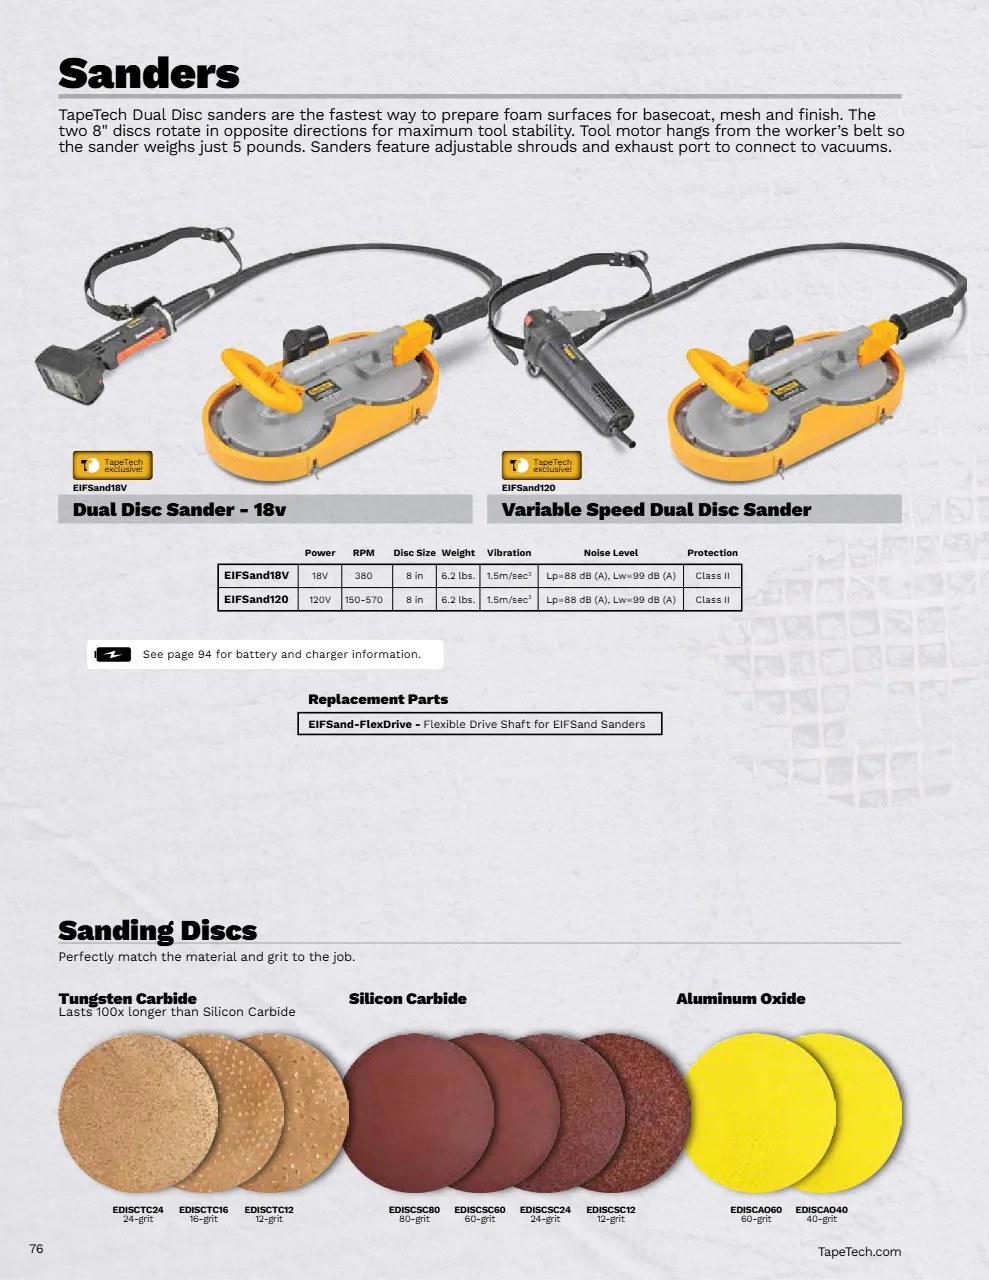 Sanders
TapeTech Dual Disc sanders are the fastest way to prepare foam surfaces for basecoat, mesh and finish. The
two 8" discs rotate in opposite directions for maximum tool stability. Tool motor hangs from the worker's belt so
the sander weighs just 5 pounds. Sanders feature adjustable shrouds and exhaust port to connect to vacuums.
TapeTech
exclusive!
EIFSand18V
Dual Disc Sander - 18v
TapeTech
exclusive!
EIFSand120
Variable Speed Dual Disc Sander
Power RPM Disc Size Weight Vibration Noise Level Protection
EIFSand18V 18V 380 8 in 6.2 lbs. 1.5m/sec² Lp=88 dB (A), Lw=99 dB (A) Class II
EIFSand120 120V 150-570 8 in 6.2 lbs. 1.5m/sec² Lp=88 dB (A), Lw=99 dB (A) Class II
See page 94 for battery and charger information.
Replacement Parts
EIFSand-FlexDrive - Flexible Drive Shaft for EIFSand Sanders
Sanding Discs
Perfectly match the material and grit to the job.
Tungsten Carbide
Lasts 100x longer than Silicon Carbide
Silicon Carbide
Aluminum Oxide
EDISCTC24 EDISCTC16 EDISCTC12 EDISCSC80 EDISCSC60 EDISCSC24 EDISCSC12 EDISCAO60 EDISCAO40
24-grit 16-grit 12-grit 80-grit 60-grit 24-grit 12-grit 60-grit 40-grit
76
TapeTech.com